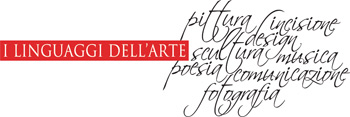 I LINGUAGGI DELL'ARTE
pittura incisione
design
scultura musica
poesia comunicazione
fotografia